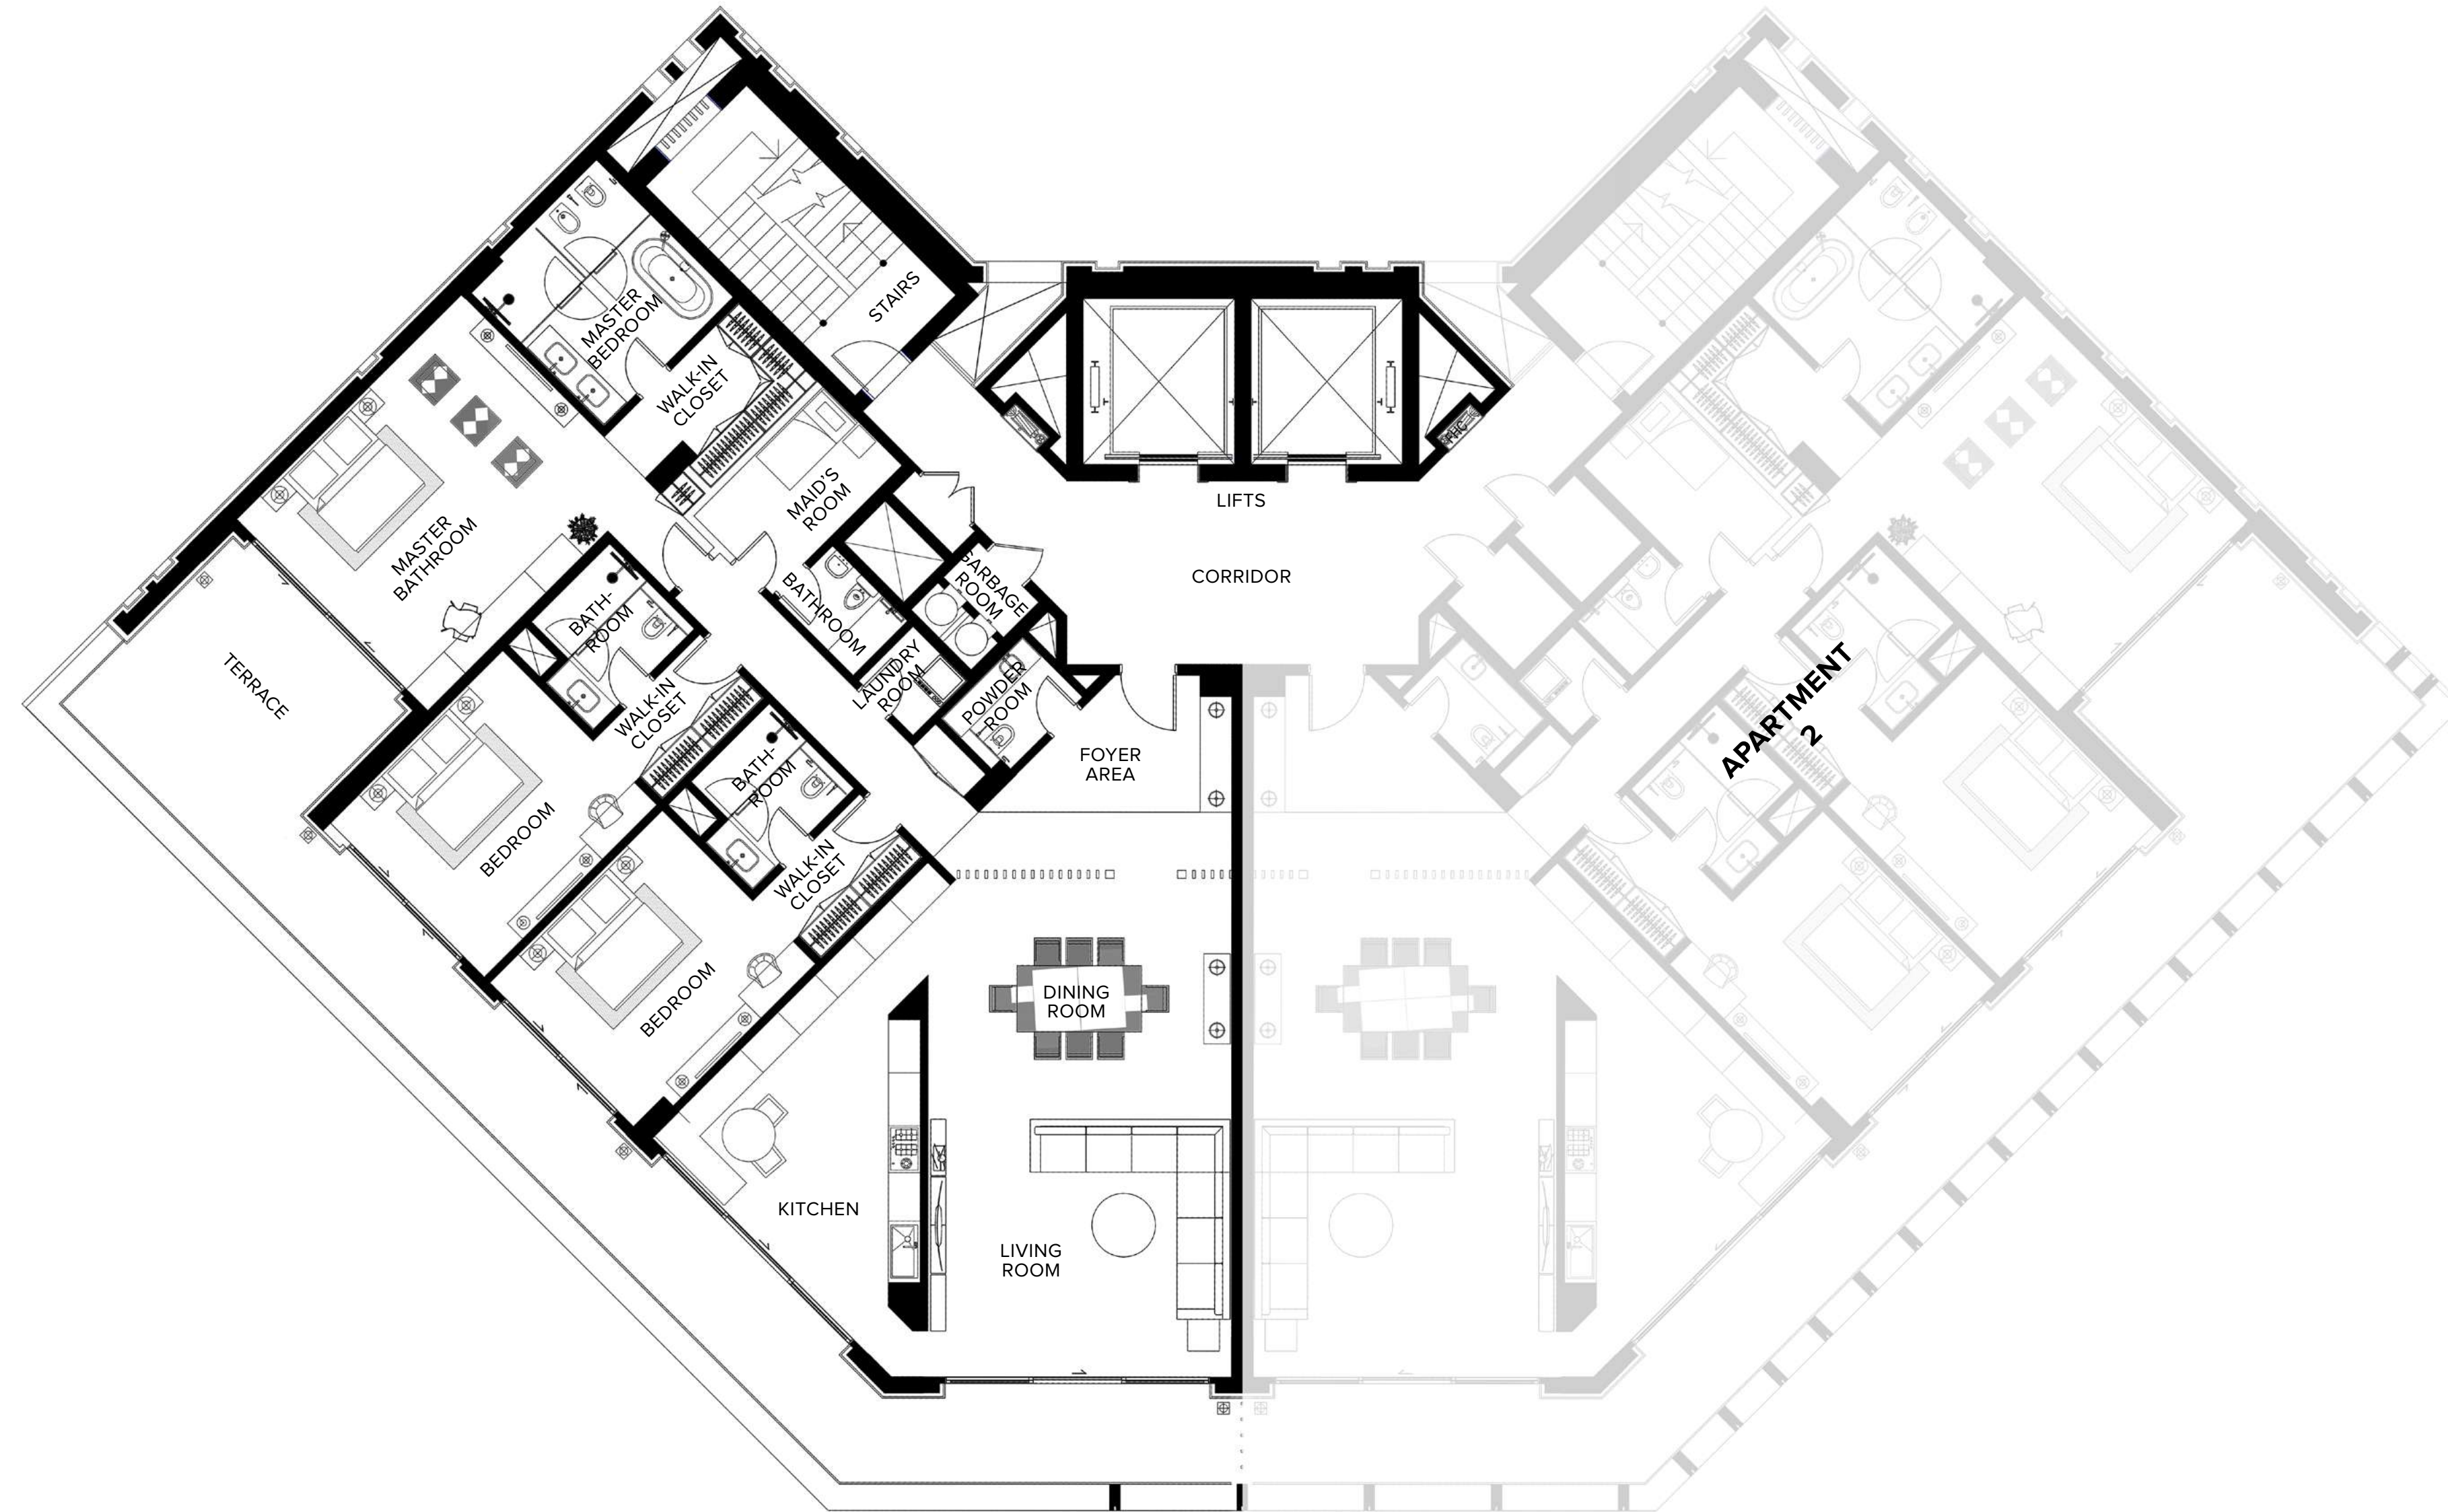 STAIRS
MASTER
BEDROOM
WALK-IN
CLOSET
MAID'S
ROOM
MASTER
BATHROOM
LIFTS
CORRIDOR
GARBAGE
ROOM
BATHROOM
BATH-
ROOM
LAUNDRY
ROOM
POWDER
ROOM
TERRACE
WALK-IN
CLOSET
FOYER
AREA
BATH-
ROOM
BEDROOM
WALK-IN
CLOSET
BEDROOM
DINING
ROOM
KITCHEN
LIVING
ROOM
APARTMENT
2
FHC